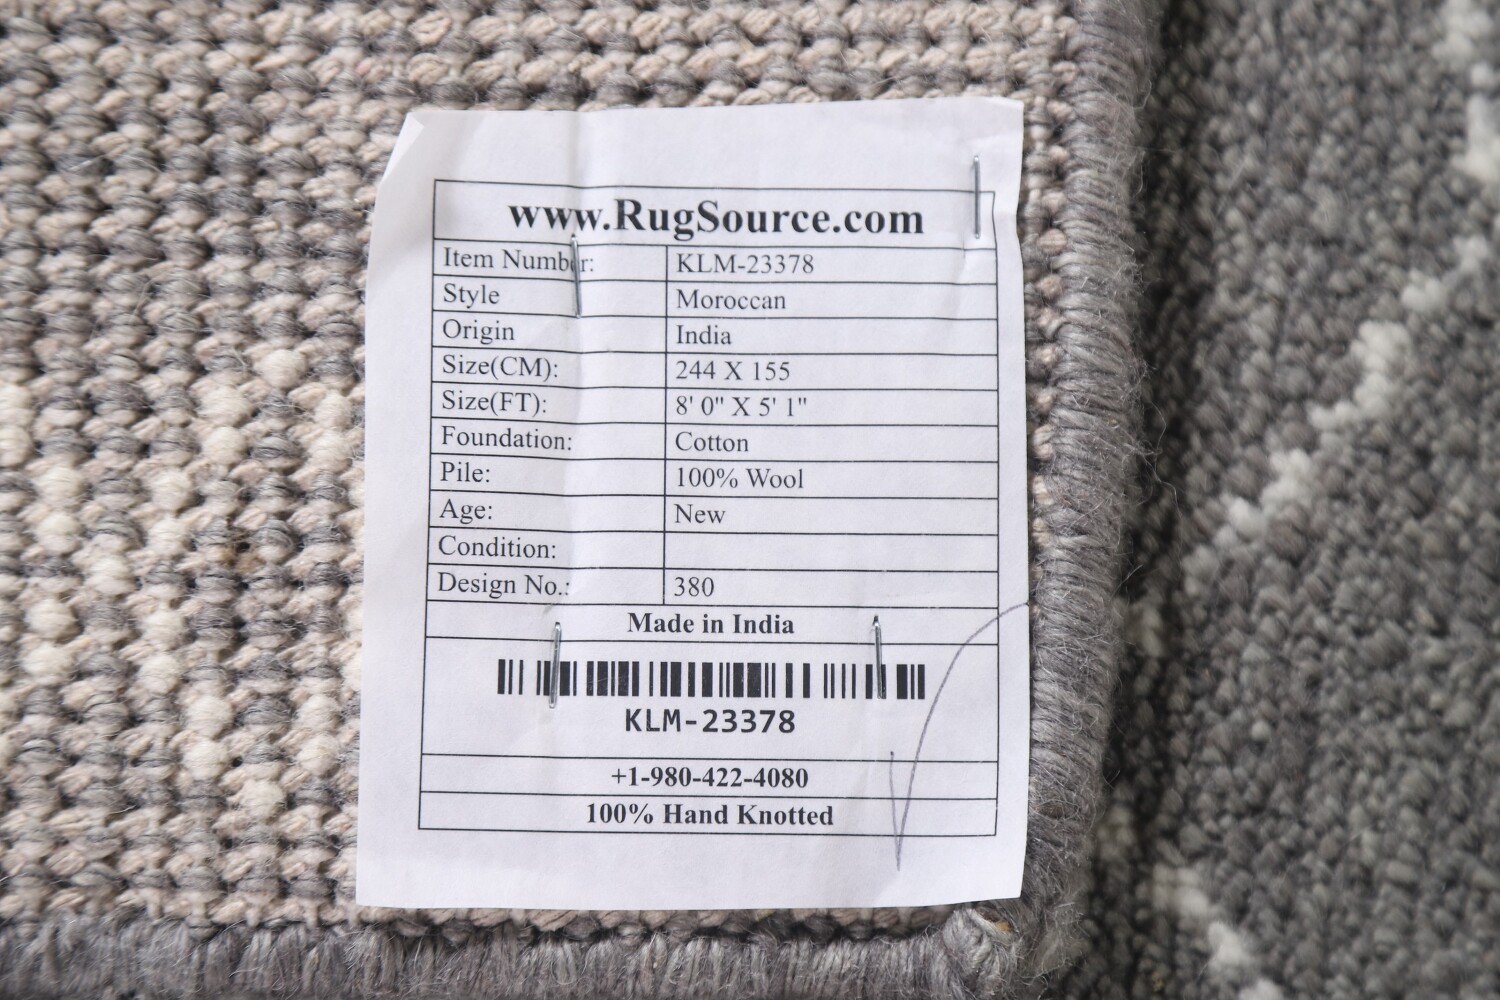 www.RugSource.com
Item Number: KLM-23378
Style Moroccan
Origin India
Size(CM): 244 X 155
Size(FT): 8' 0" X 5' 1"
Foundation: Cotton
Pile: 100% Wool
Age: New
Condition:
Design No.: 380
Made in India
KLM-23378
+1-980-422-4080
100% Hand Knotted